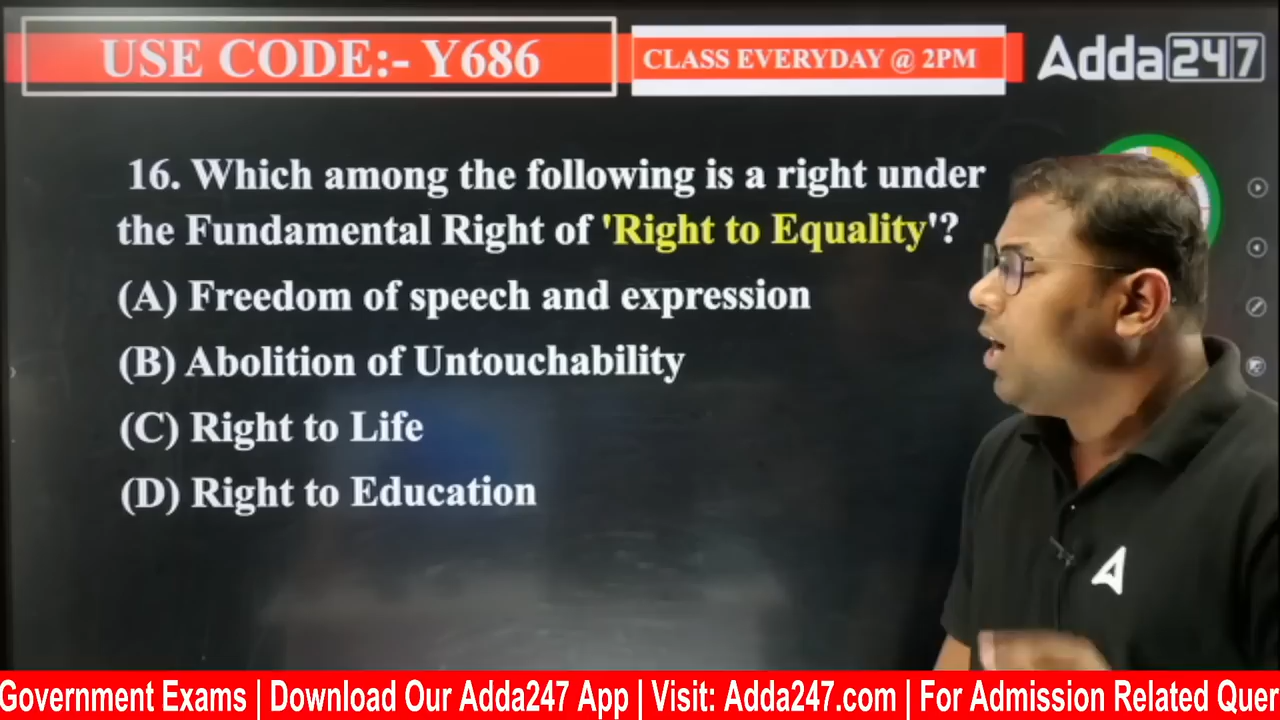 USE CODE:- Y686
CLASS EVERYDAY @ 2PM
Adda247
16. Which among the following is a right under
the Fundamental Right of 'Right to Equality'?
(A) Freedom of speech and expression
(B) Abolition of Untouchability
(C) Right to Life
(D) Right to Education
Government Exams | Download Our Adda247 App | Visit: Adda247.com | For Admission Related Quer